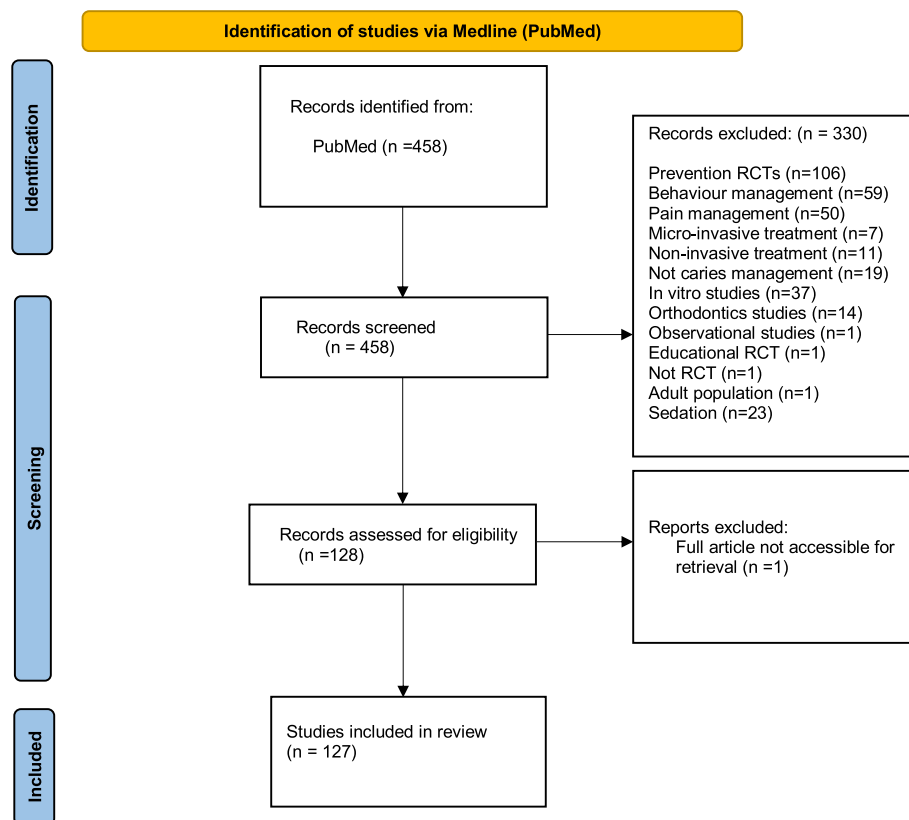 Identification of studies via Medline (PubMed)
Identification
Records identified from:
PubMed (n =458)
Records excluded: (n = 330)
Prevention RCTs (n=106)
Behaviour management (n=59)
Pain management (n=50)
Micro-invasive treatment (n=7)
Non-invasive treatment (n=11)
Not caries management (n=19)
In vitro studies (n=37)
Orthodontics studies (n=14)
Observational studies (n=1)
Educational RCT (n=1)
Not RCT (n=1)
Adult population (n=1)
Sedation (n=23)
Screening
Records screened
(n = 458)
Records assessed for eligibility
(n =128)
Reports excluded:
Full article not accessible for
retrieval (n =1)
Included
Studies included in review
(n = 127)